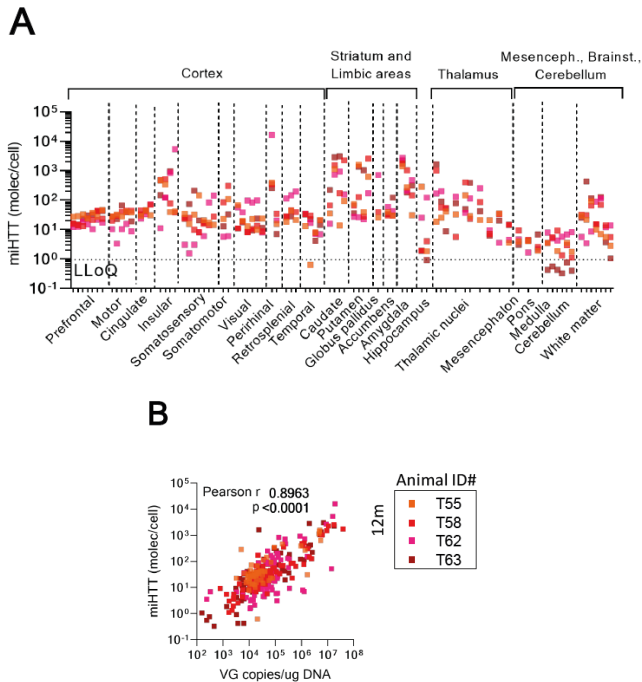 A
Cortex
Striatum and
Limbic areas
Thalamus
Mesenceph., Brainst.,
Cerebellum
miHTT (molec/cell)
10^5
10^4
10^3
10^2
10^1
10^0
10^-1
LLoQ
Prefrontal
Motor
Cingulate
Insular
Somatosensory
Somatomotor
Visual
Periminal
Retrosplenial
Temporal
Caudate
Putamen
Globus pallidus
Accumbens
Amygdala
Hippocampus
Thalamic nuclei
Mesencephalon
Pons
Medulla
Cerebellum
White matter
B
Pearson r 0.8963
p <0.0001
miHTT (molec/cell)
10^5
10^4
10^3
10^2
10^1
10^0
10^-1
10^2 10^3 10^4 10^5 10^6 10^7 10^8
VG copies/ug DNA
Animal ID#
12m
T55
T58
T62
T63